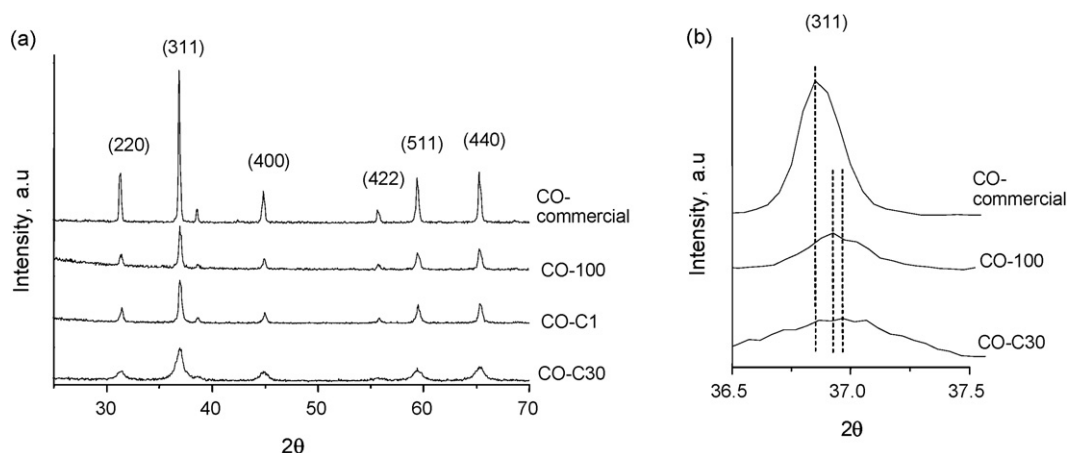 (a)
(311)
(220)
(400)
(422)
(511)
(440)
CO-
commercial
CO-100
CO-C1
CO-C30
Intensity, a.u
30 40 50 60 70
2θ
(b)
(311)
CO-
commercial
CO-100
CO-C30
Intensity, a.u
36.5 37.0 37.5
2θ